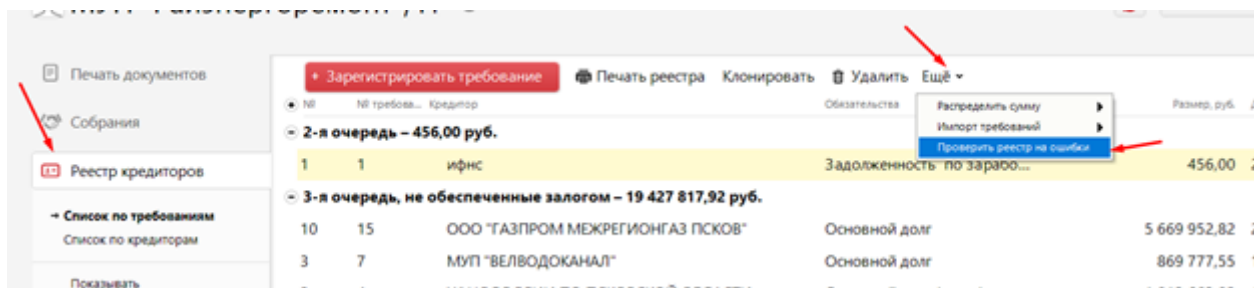 Печать документов
+ Зарегистрировать требование Печать реестра Клонировать Удалить Ещё
№ № требова... Кредитор Обязательства Размер, руб.
Распределить сумму
Импорт требований
Проверить реестр на ошибки
Собрания
2-я очередь – 456,00 руб.
1 1 ифнс Задолженность по зарабо... 456,00
Реестр кредиторов
3-я очередь, не обеспеченные залогом – 19 427 817,92 руб.
→ Список по требованиям
Список по кредиторам
10 15 ООО "ГАЗПРОМ МЕЖРЕГИОНГАЗ ПСКОВ" Основной долг 5 669 952,82
3 7 МУП "ВЕЛВОДОКАНАЛ" Основной долг 869 777,55
Показывать